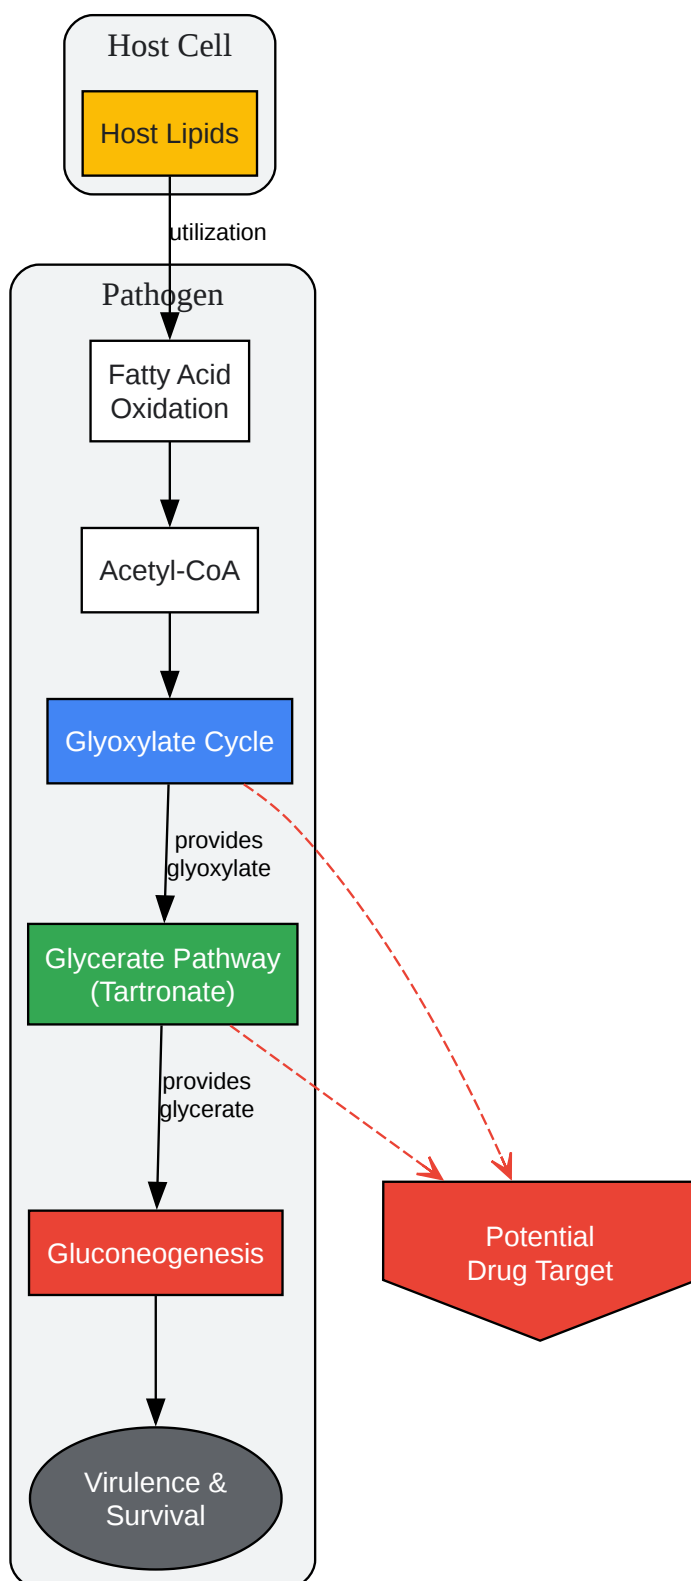 Host Cell
Host Lipids
utilization
Pathogen
Fatty Acid
Oxidation
Acetyl-CoA
Glyoxylate Cycle
provides
glyoxylate
Glycerate Pathway
(Tartronate)
provides
glycerate
Gluconeogenesis
Potential
Drug Target
Virulence &
Survival